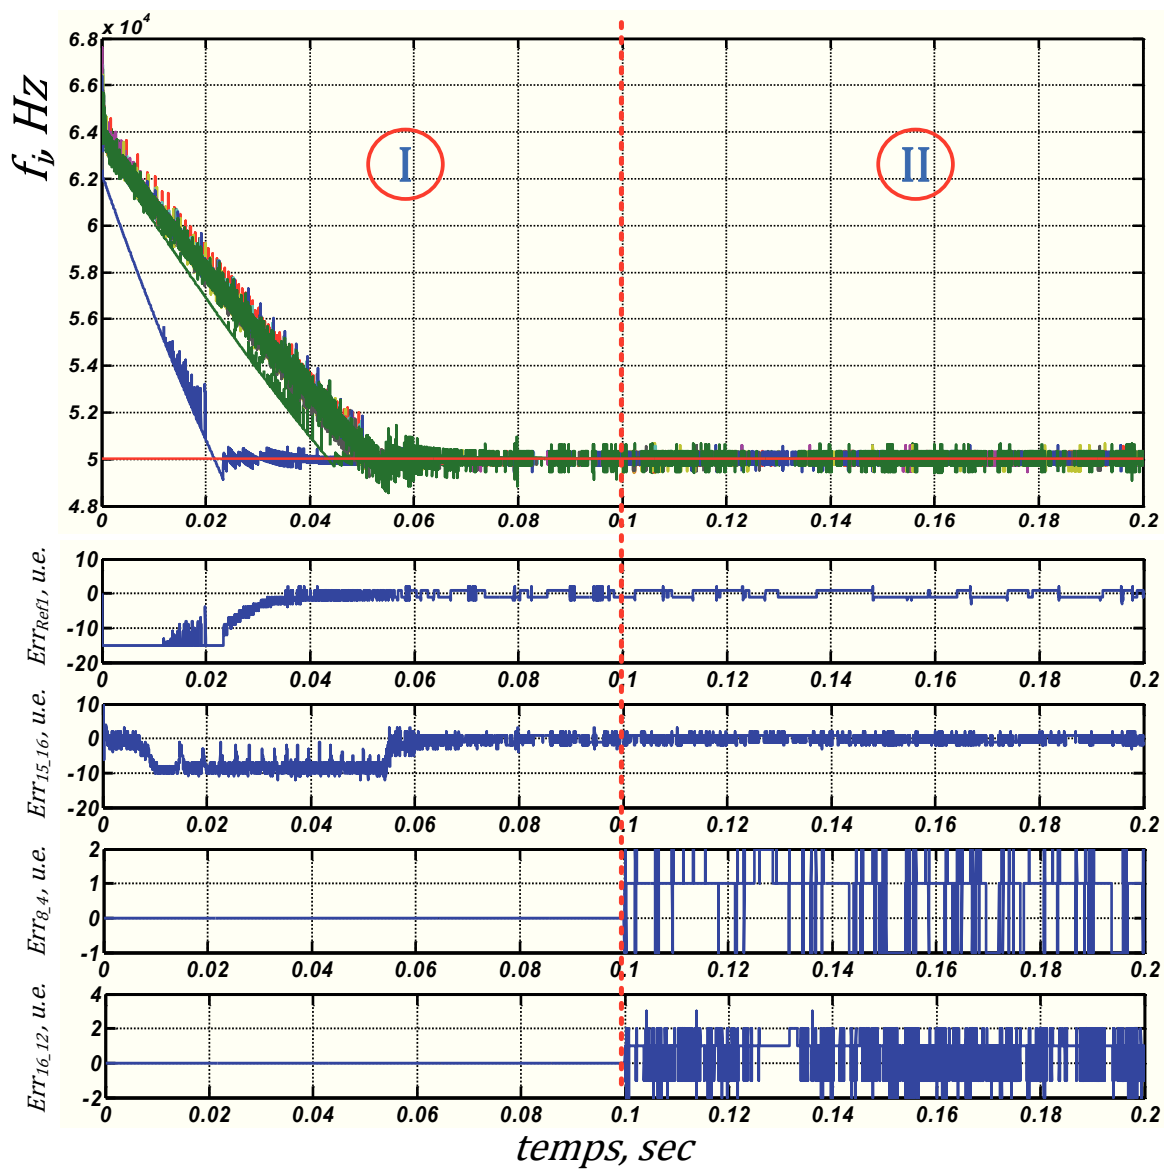 x 10⁴
f_j, Hz
6.8
6.6
6.4
6.2
6
5.8
5.6
5.4
5.2
5
4.8
I
II
0 0.02 0.04 0.06 0.08 0.1 0.12 0.14 0.16 0.18 0.2
Err_Ref1, u.e.
10
0
-10
-20
0 0.02 0.04 0.06 0.08 0.1 0.12 0.14 0.16 0.18 0.2
Err_15_16, u.e.
10
0
-10
-20
0 0.02 0.04 0.06 0.08 0.1 0.12 0.14 0.16 0.18 0.2
Err_8_4, u.e.
2
1
0
-1
0 0.02 0.04 0.06 0.08 0.1 0.12 0.14 0.16 0.18 0.2
Err_16_12, u.e.
4
2
0
-2
0 0.02 0.04 0.06 0.08 0.1 0.12 0.14 0.16 0.18 0.2
temps, sec